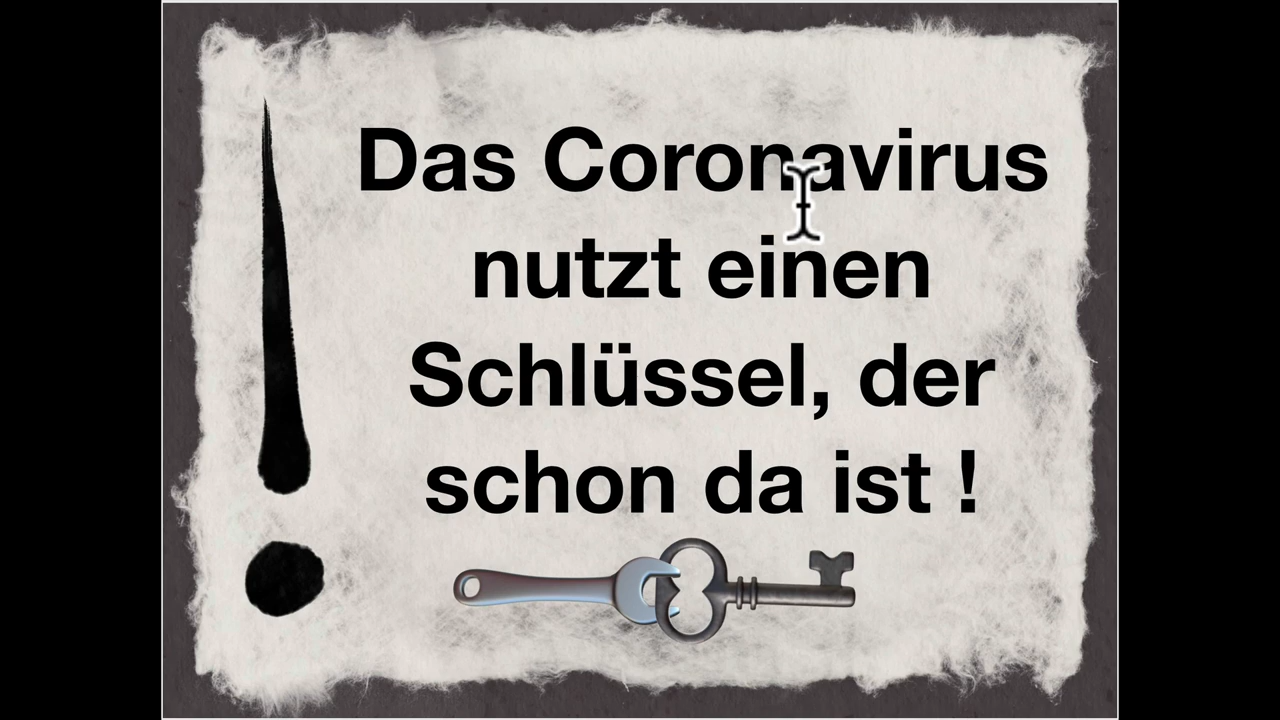 Das Coronavirus
nutzt einen
Schlüssel, der
schon da ist !